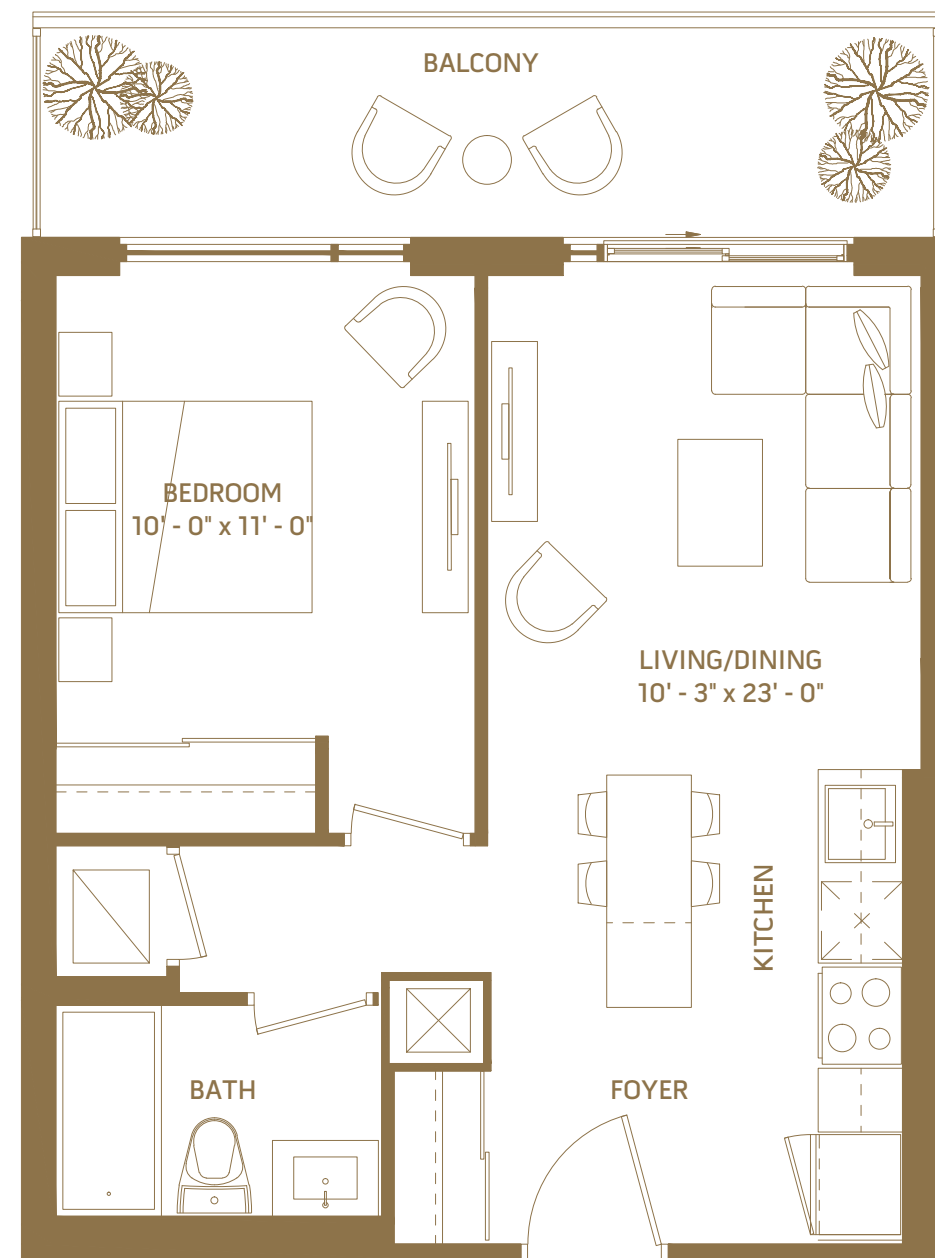 BALCONY
BEDROOM
10' - 0" x 11' - 0"
LIVING/DINING
10' - 3" x 23' - 0"
KITCHEN
BATH
FOYER